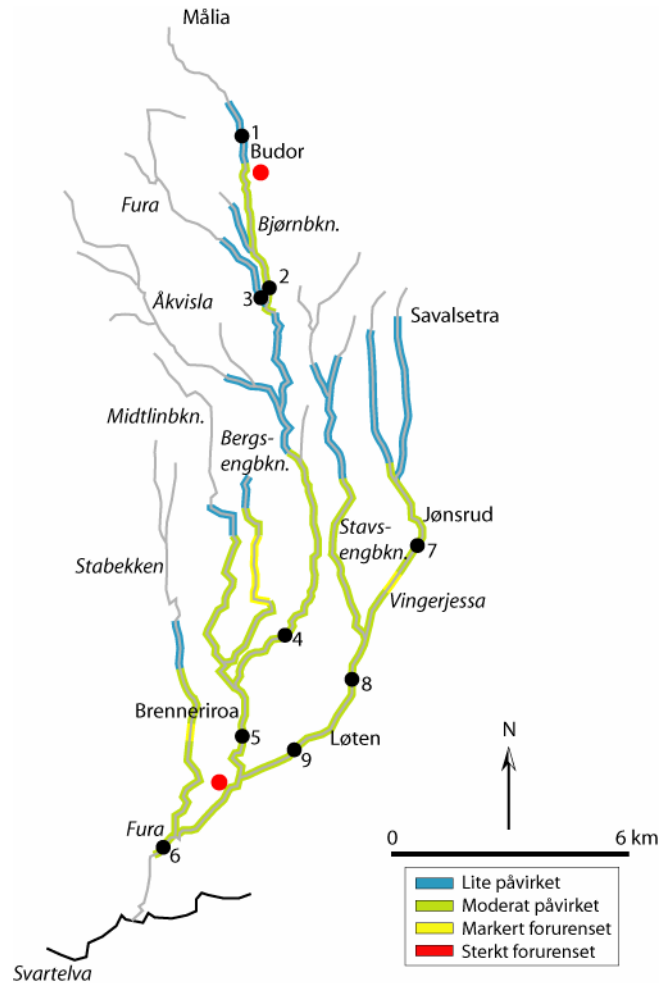 Målia
1
Budor
Fura
Bjørnbkn.
2
3
Åkvisla
Savalsetra
Midtlinbkn.
Bergs-
engbkn.
Jønsrud
Stavs-
engbkn.
7
Stabekken
Vingerjessa
4
8
Brenneriroa
5
Løten
9
N
Fura
6
0
6 km
Lite påvirket
Moderat påvirket
Markert forurenset
Sterkt forurenset
Svartelva